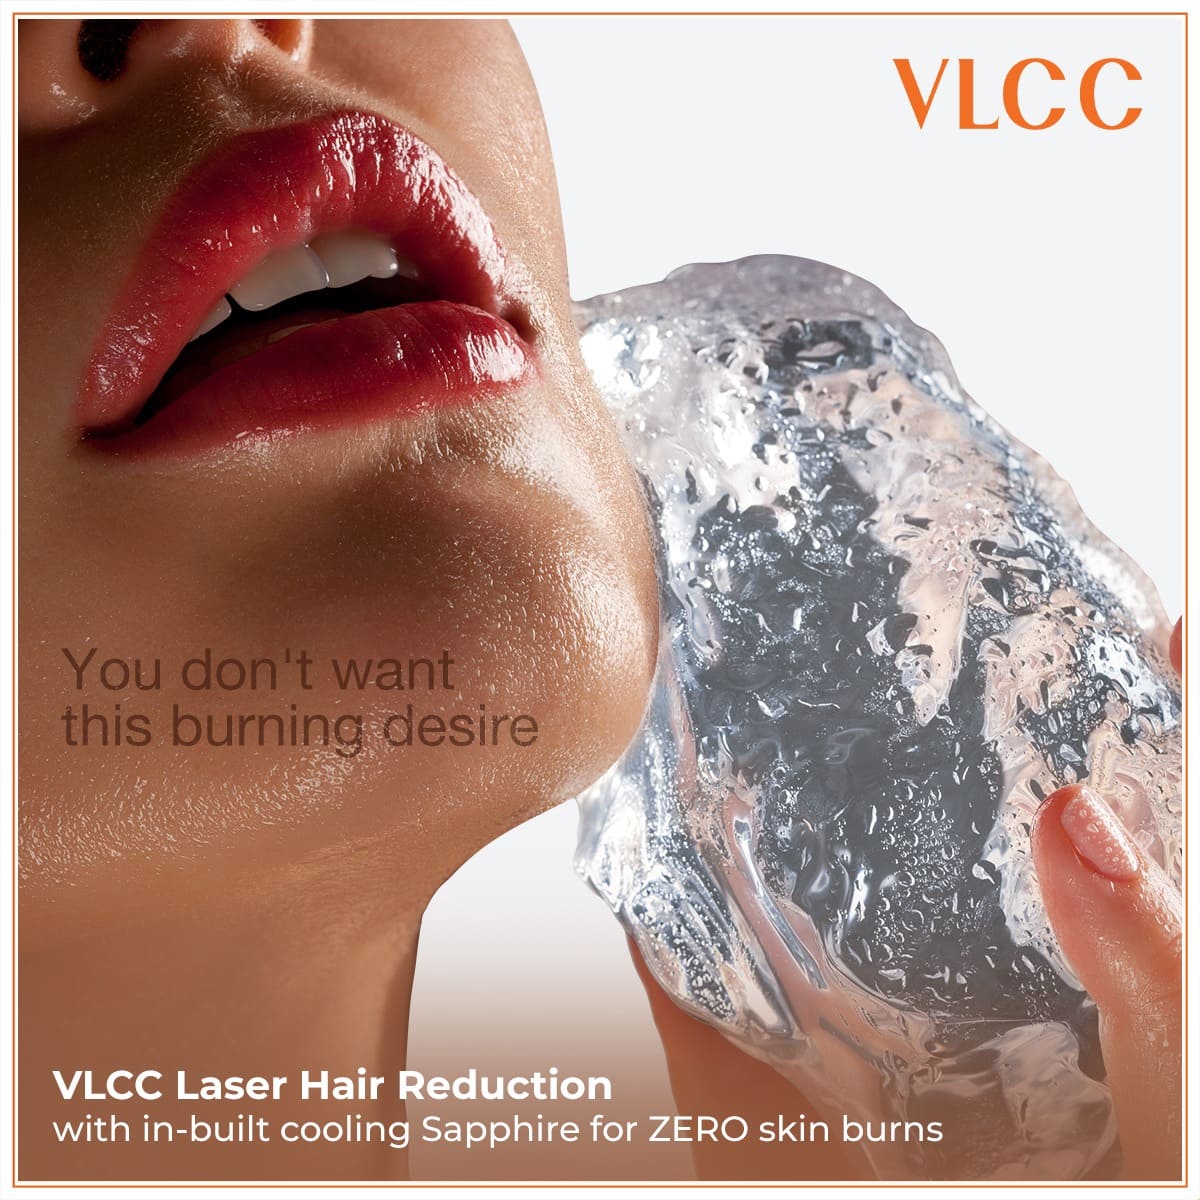 VLCC
You don't want
this burning desire
VLCC Laser Hair Reduction
with in-built cooling Sapphire for ZERO skin burns